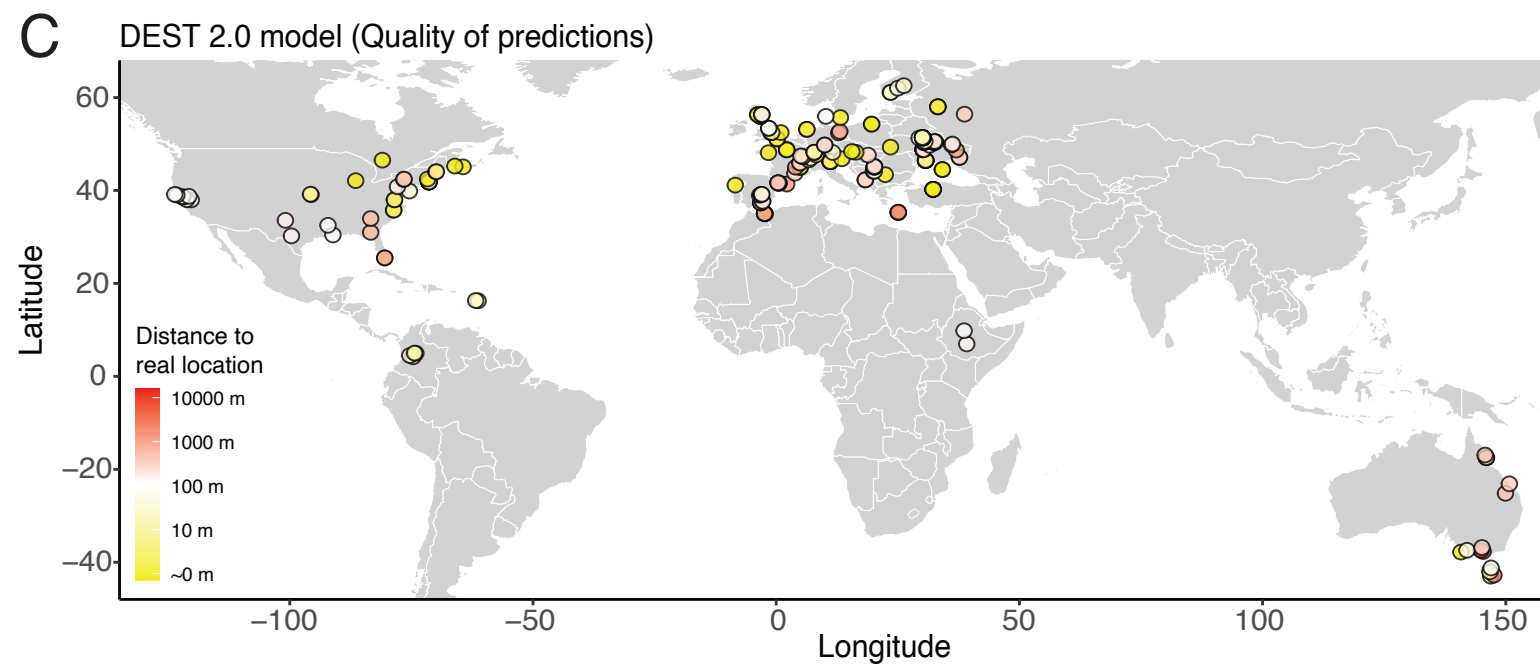 C
DEST 2.0 model (Quality of predictions)
Latitude
60
40
20
0
−20
−40
Distance to
real location
10000 m
1000 m
100 m
10 m
~0 m
−100
−50
0
50
100
150
Longitude